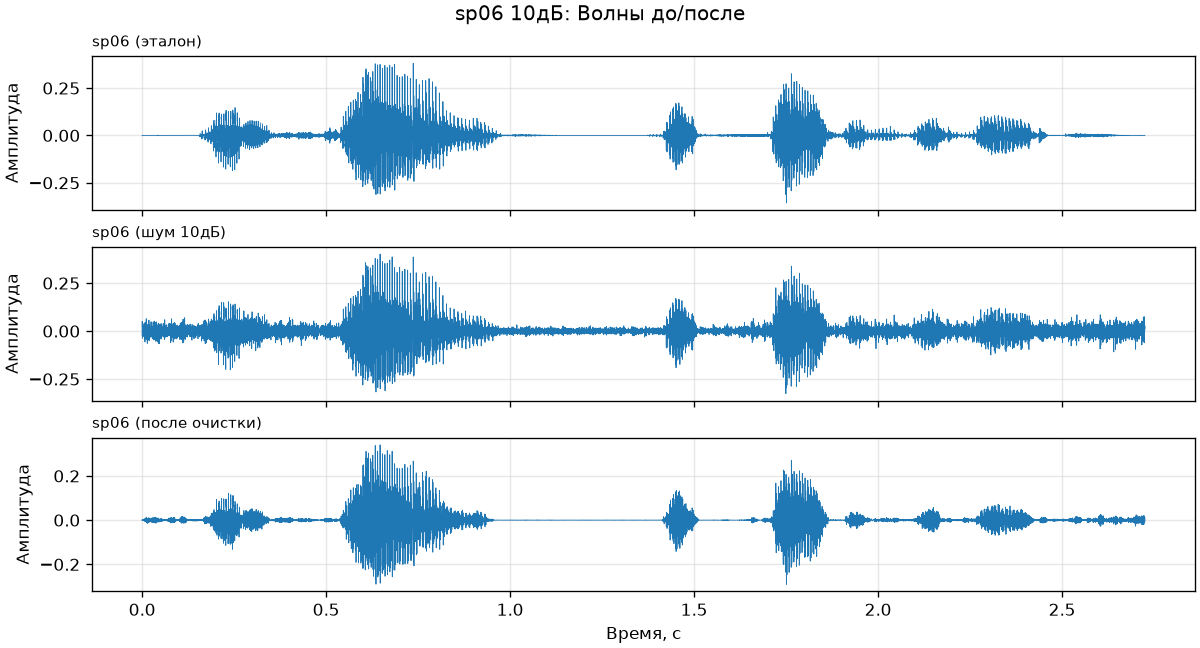 sp06 10дБ: Волны до/после
sp06 (эталон)
Амплитуда
0.25
0.00
−0.25
sp06 (шум 10дБ)
Амплитуда
0.25
0.00
−0.25
sp06 (после очистки)
Амплитуда
0.2
0.0
−0.2
0.0 0.5 1.0 1.5 2.0 2.5
Время, с